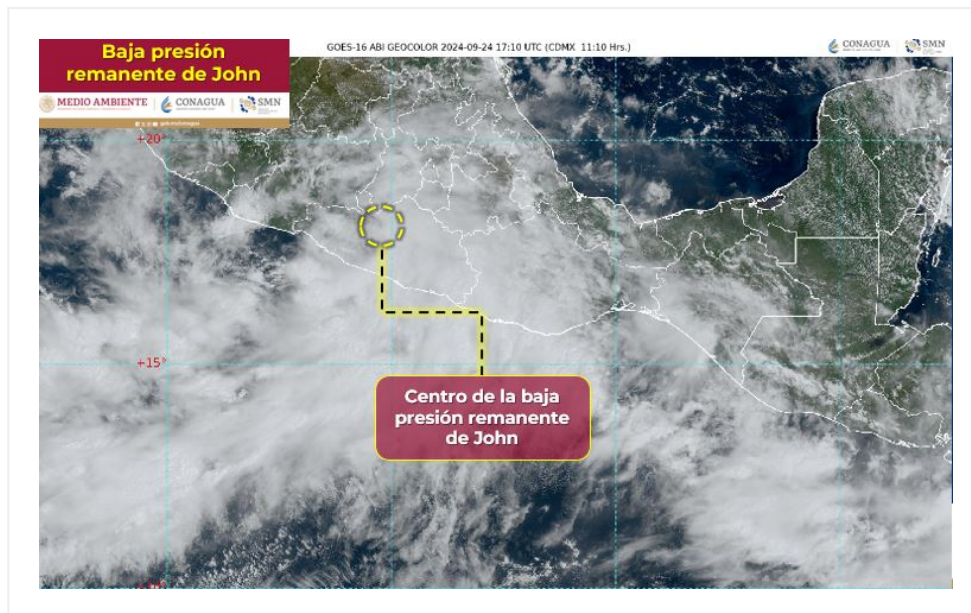 Baja presión
remanente de John
MEDIO AMBIENTE
CONAGUA
SMN
GOES-16 ABI GEOCOLOR 2024-09-24 17:10 UTC (CDMX 11:10 Hrs.)
CONAGUA
SMN
+20°
+15°
Centro de la baja
presión remanente
de John